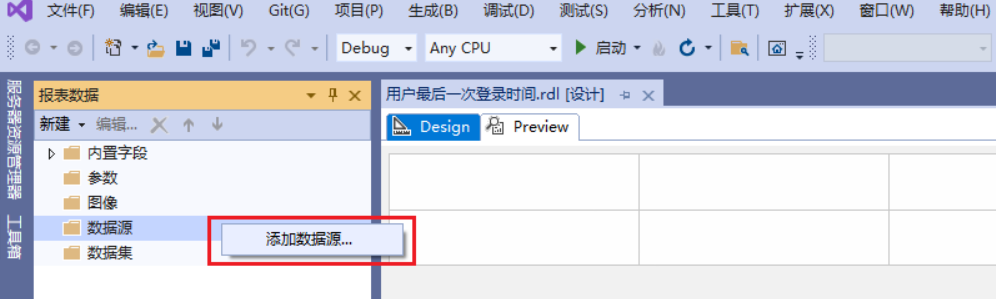 文件(F) 编辑(E) 视图(V) Git(G) 项目(P) 生成(B) 调试(D) 测试(S) 分析(N) 工具(T) 扩展(X) 窗口(W) 帮助(H)
Debug Any CPU 启动
服务器资源管理器
工具箱
报表数据
新建 编辑...
内置字段
参数
图像
数据源
数据集
添加数据源...
用户最后一次登录时间.rdl [设计]
Design Preview